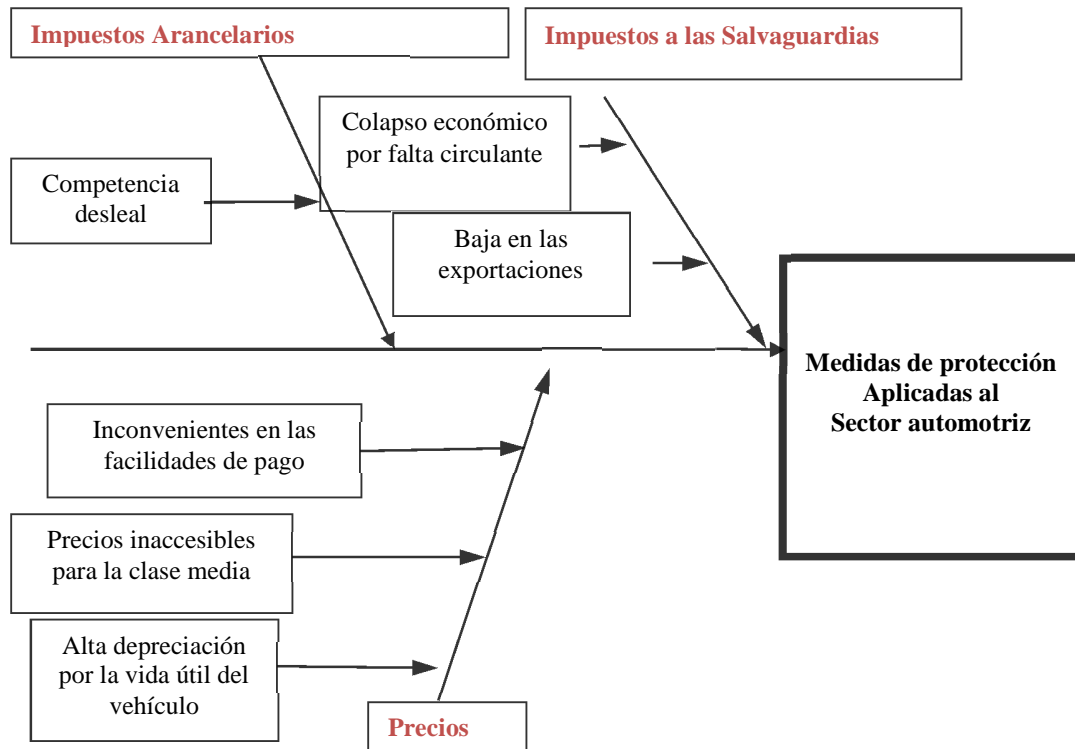 Impuestos Arancelarios
Impuestos a las Salvaguardias
Colapso económico
por falta circulante
Competencia
desleal
Baja en las
exportaciones
Medidas de protección
Aplicadas al
Sector automotriz
Inconvenientes en las
facilidades de pago
Precios inaccesibles
para la clase media
Alta depreciación
por la vida útil del
vehículo
Precios